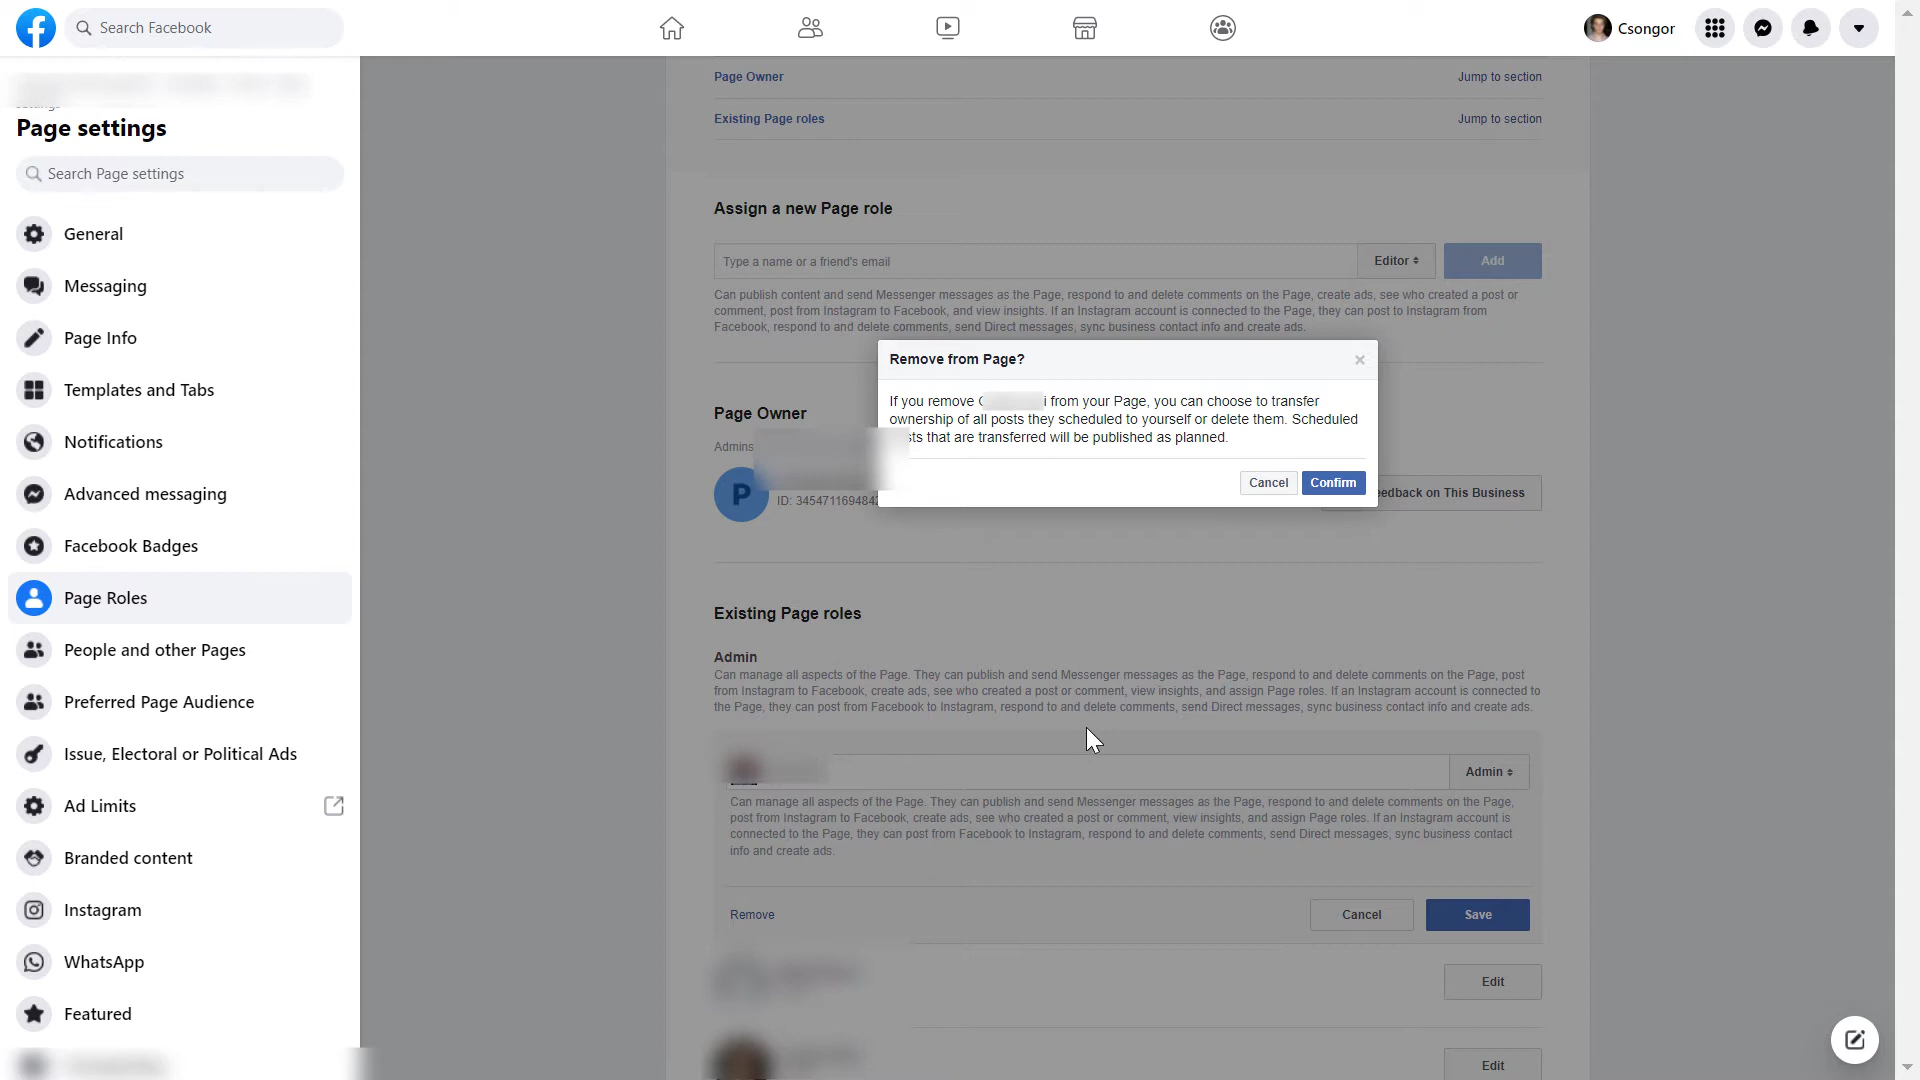 Search Facebook
Csongor
Page settings
Search Page settings
General
Messaging
Page Info
Templates and Tabs
Notifications
Advanced messaging
Facebook Badges
Page Roles
People and other Pages
Preferred Page Audience
Issue, Electoral or Political Ads
Ad Limits
Branded content
Instagram
WhatsApp
Featured
Page Owner Jump to section
Existing Page roles Jump to section
Assign a new Page role
Type a name or a friend's email Editor Add
Can publish content and send Messenger messages as the Page, respond to and delete comments on the Page, create ads, see who created a post or
comment, post from Instagram to Facebook, and view insights. If an Instagram account is connected to the Page, they can post to Instagram from
Facebook, respond to and delete comments, send Direct messages, sync business contact info and create ads.
Remove from Page?
If you remove from your Page, you can choose to transfer
ownership of all posts they scheduled to yourself or delete them. Scheduled
that are transferred will be published as planned.
Cancel Confirm
Page Owner
Admins
P
ID:
on This Business
Existing Page roles
Admin
Can manage all aspects of the Page. They can publish and send Messenger messages as the Page, respond to and delete comments on the Page, post
from Instagram to Facebook, create ads, see who created a post or comment, view insights, and assign Page roles. If an Instagram account is connected to
the Page, they can post from Facebook to Instagram, respond to and delete comments, send Direct messages, sync business contact info and create ads.
Admin
Can manage all aspects of the Page. They can publish and send Messenger messages as the Page, respond to and delete comments on the Page,
post from Instagram to Facebook, create ads, see who created a post or comment, view insights, and assign Page roles. If an Instagram account is
connected to the Page, they can post from Facebook to Instagram, respond to and delete comments, send Direct messages, sync business contact
info and create ads.
Remove Cancel Save
Edit
Edit